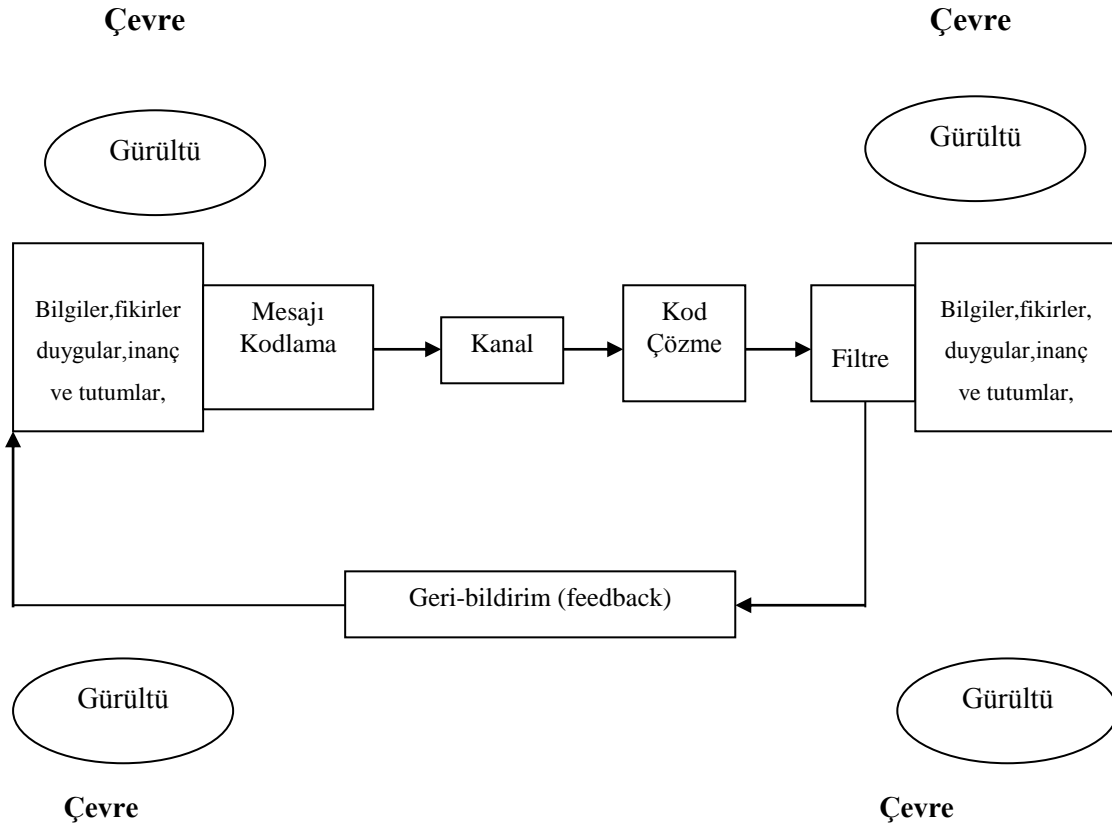 Çevre
Çevre
Gürültü
Gürültü
Bilgiler,fikirler
duygular,inanç
ve tutumlar,
Mesajı
Kodlama
Kanal
Kod
Çözme
Filtre
Bilgiler,fikirler,
duygular,inanç
ve tutumlar,
Geri-bildirim (feedback)
Gürültü
Gürültü
Çevre
Çevre